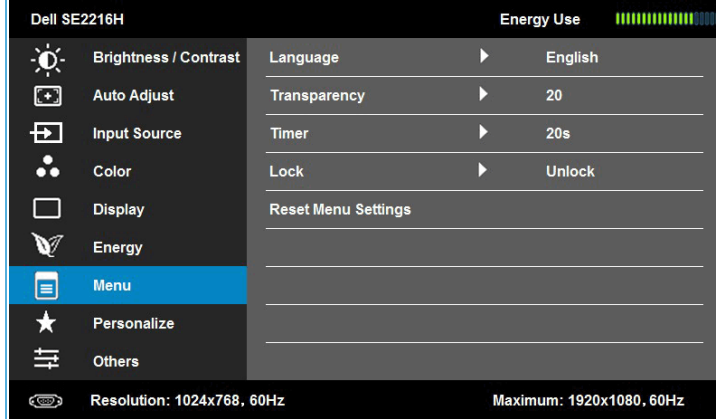 Dell SE2216H Energy Use
Brightness / Contrast Language English
Auto Adjust Transparency 20
Input Source Timer 20s
Color Lock Unlock
Display Reset Menu Settings
Energy
Menu
Personalize
Others
Resolution: 1024x768, 60Hz Maximum: 1920x1080, 60Hz